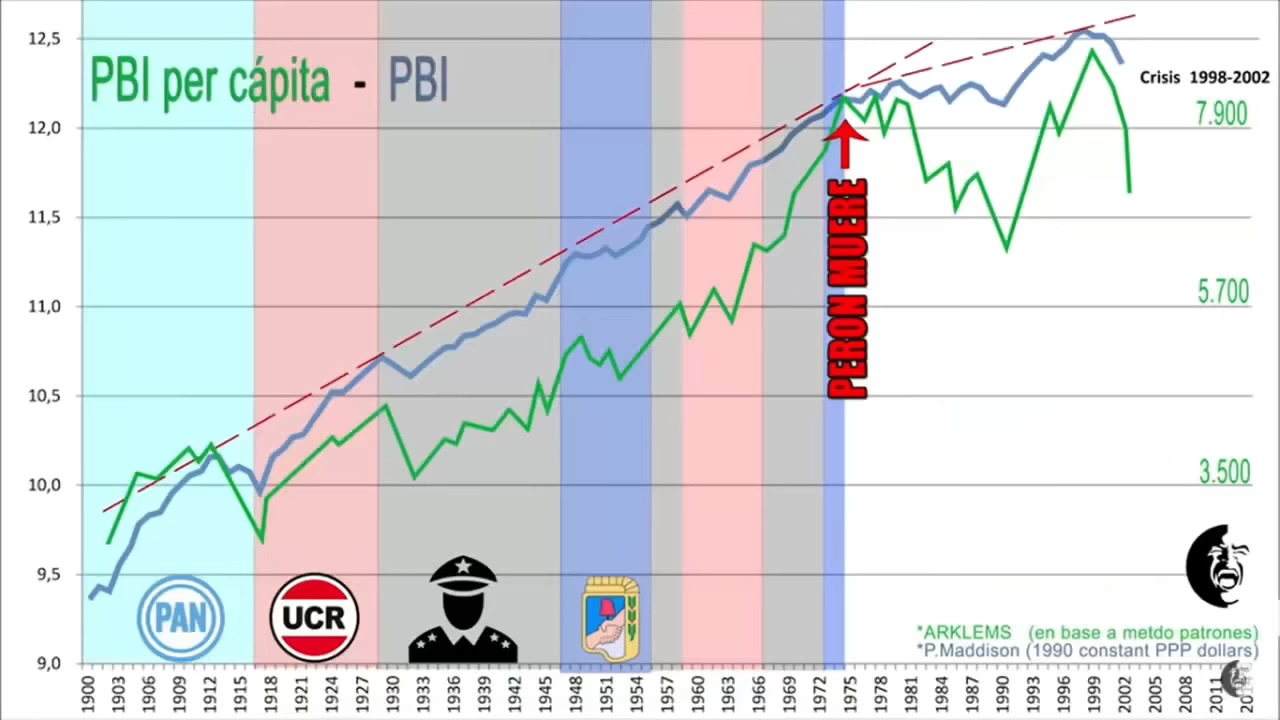 PBI per cápita - PBI
12,5
12,0
11,5
11,0
10,5
10,0
9,5
9,0
Crisis 1998-2002
7.900
5.700
3.500
PERON MUERE
PAN
UCR
*ARKLEMS (en base a metdo patrones)
*P.Maddison (1990 constant PPP dollars)
1900 1903 1906 1909 1912 1915 1918 1921 1924 1927 1930 1933 1936 1939 1942 1945 1948 1951 1954 1957 1960 1963 1966 1969 1972 1975 1978 1981 1984 1987 1990 1993 1996 1999 2002 2005 2008 2011